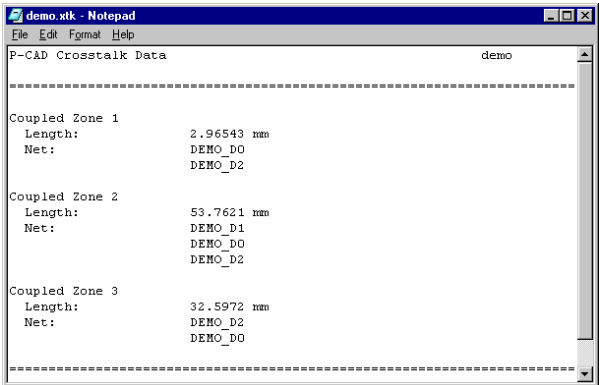 demo.xtk - Notepad
File Edit Format Help
P-CAD Crosstalk Data demo
======================================================================
Coupled Zone 1
Length: 2.96543 mm
Net: DEMO_D0
DEMO_D2
Coupled Zone 2
Length: 53.7621 mm
Net: DEMO_D1
DEMO_D0
DEMO_D2
Coupled Zone 3
Length: 32.5972 mm
Net: DEMO_D2
DEMO_D0
======================================================================